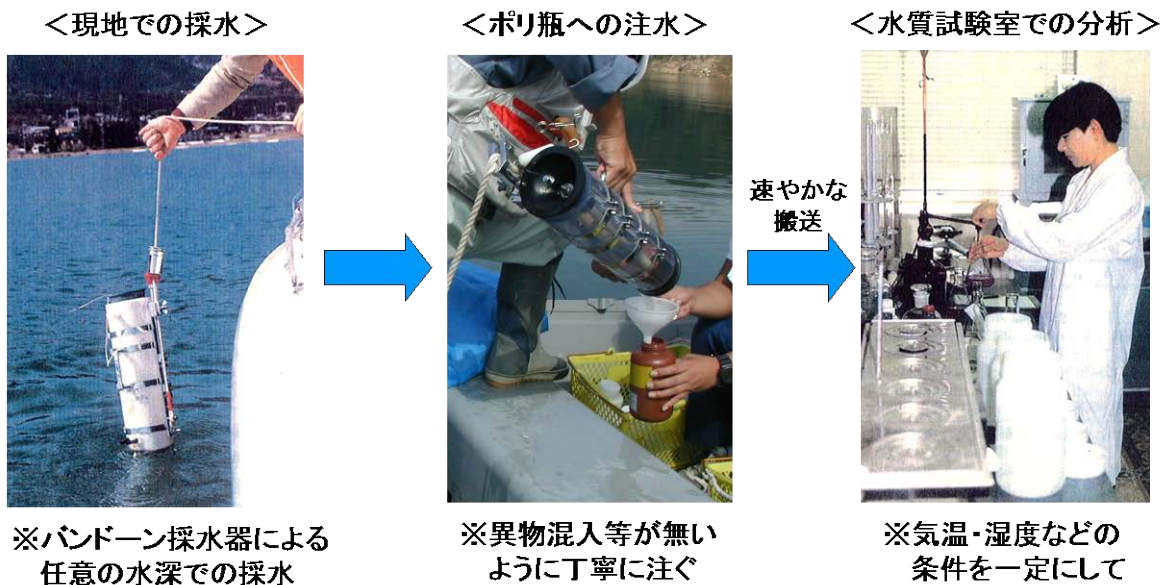 <現地での採水>
<ポリ瓶への注水>
<水質試験室での分析>
速やかな
搬送
※バンドーン採水器による
任意の水深での採水
※異物混入等が無い
ように丁寧に注ぐ
※気温・湿度などの
条件を一定にして